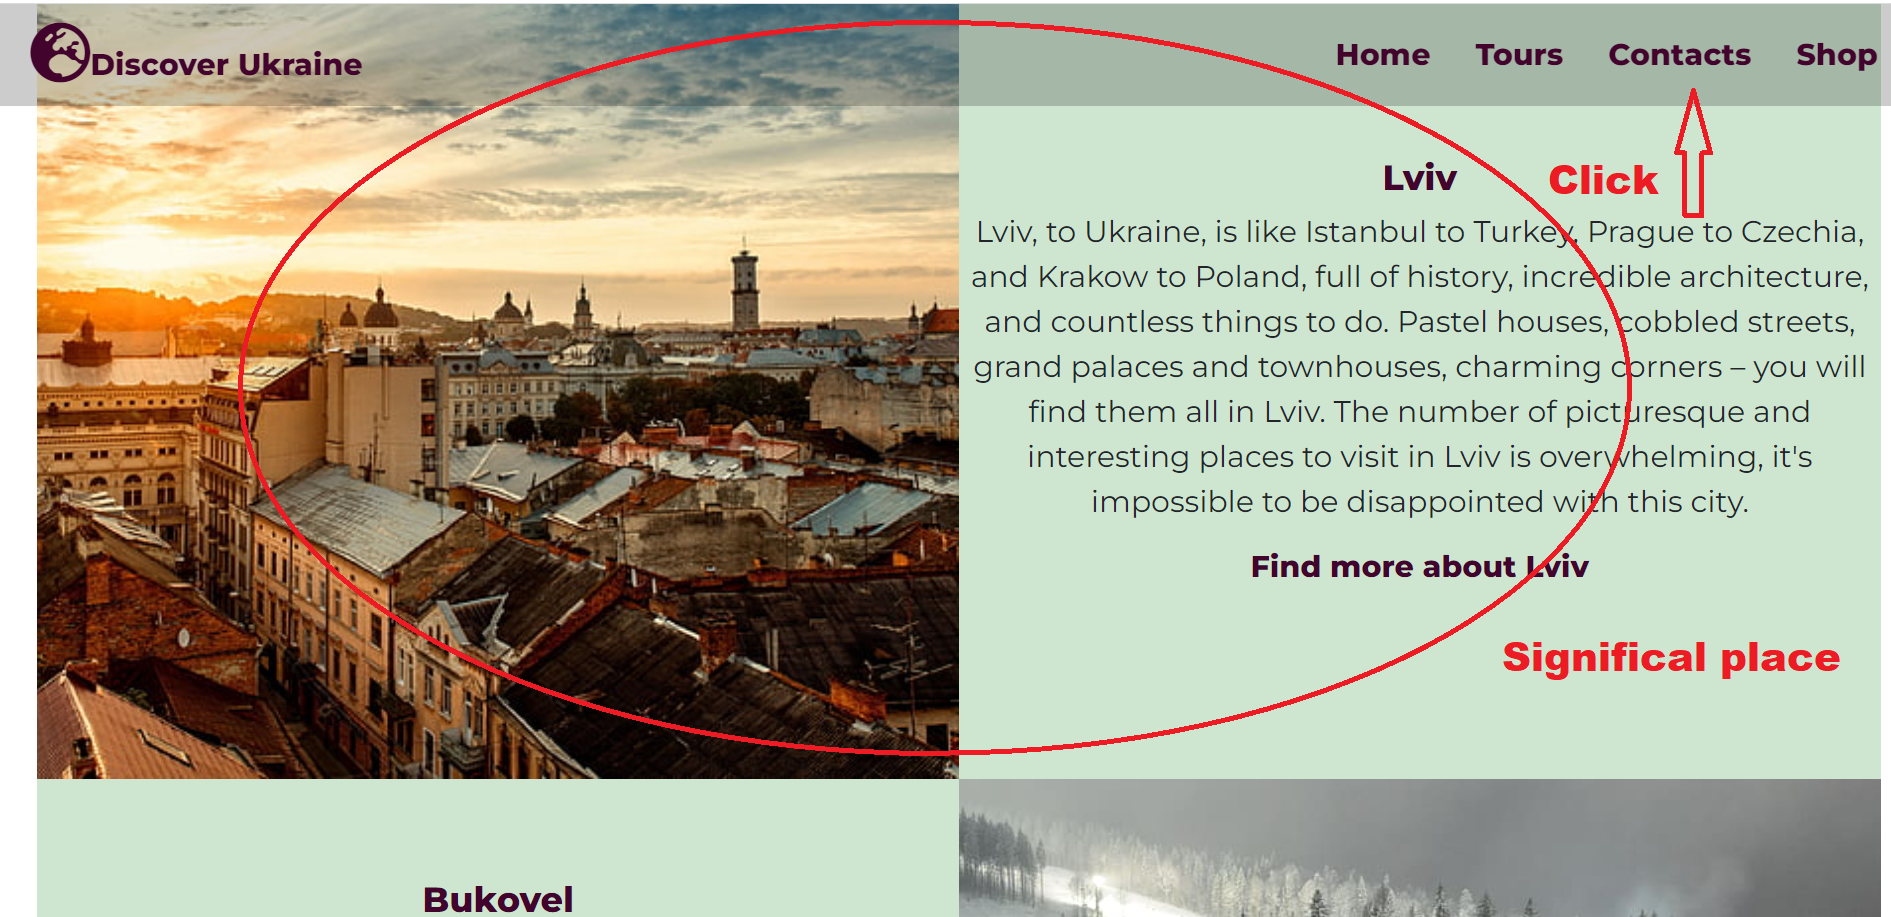 Discover Ukraine
Home Tours Contacts Shop
Lviv
Click
Lviv, to Ukraine, is like Istanbul to Turkey, Prague to Czechia,
and Krakow to Poland, full of history, incredible architecture,
and countless things to do. Pastel houses, cobbled streets,
grand palaces and townhouses, charming corners – you will
find them all in Lviv. The number of picturesque and
interesting places to visit in Lviv is overwhelming, it's
impossible to be disappointed with this city.
Find more about Lviv
Significal place
Bukovel